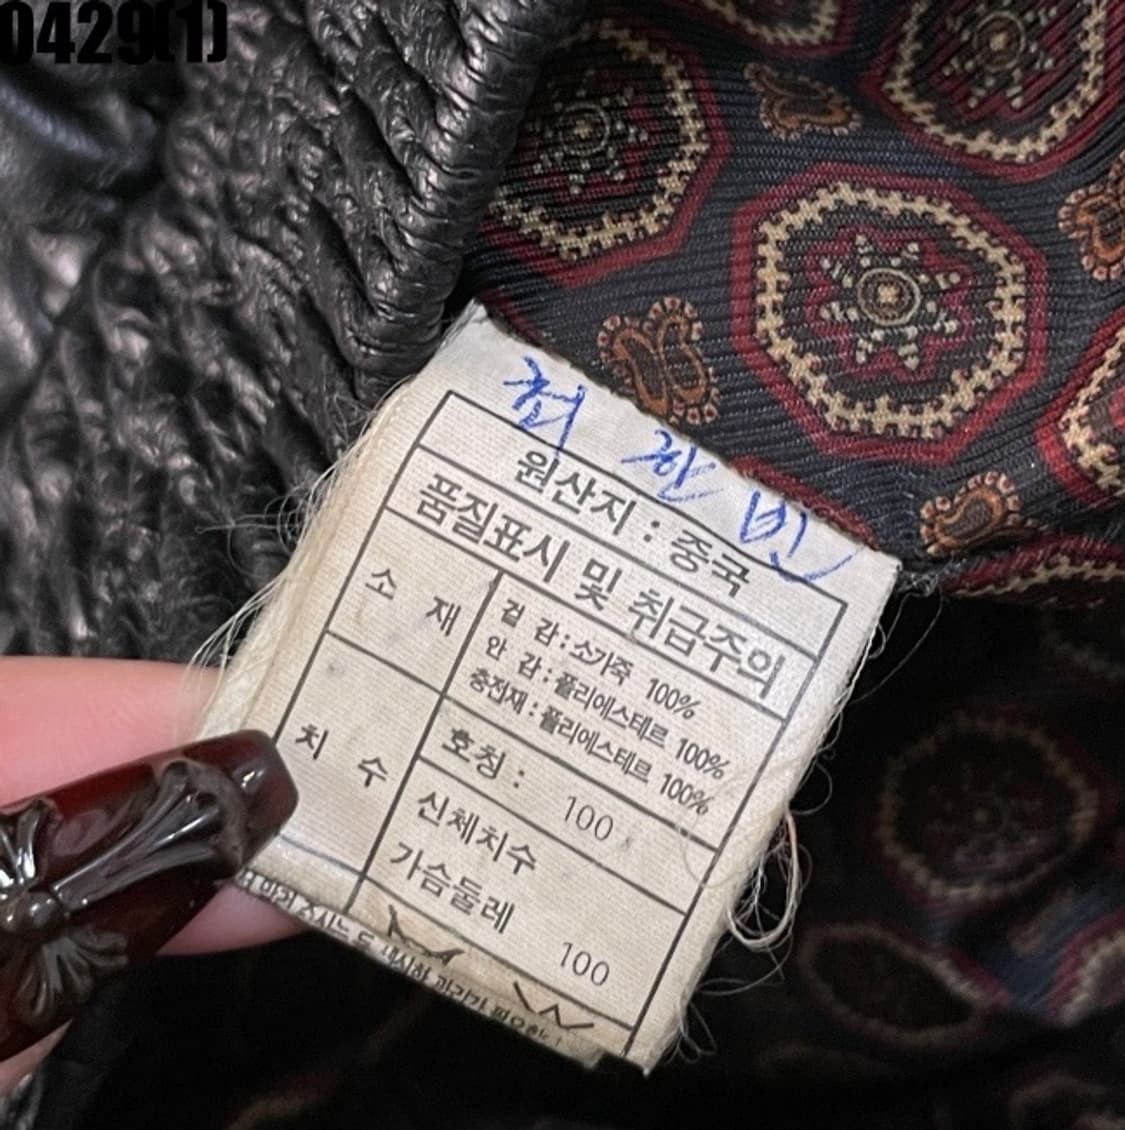 0429(1)
원산지 : 중국
품질표시 및 취급주의
소 재
겉 감 : 소가죽 100%
안 감 : 폴리에스테르 100%
충전재 : 폴리에스테르 100%
치 수
호칭 : 100
신체치수
가슴둘레 100